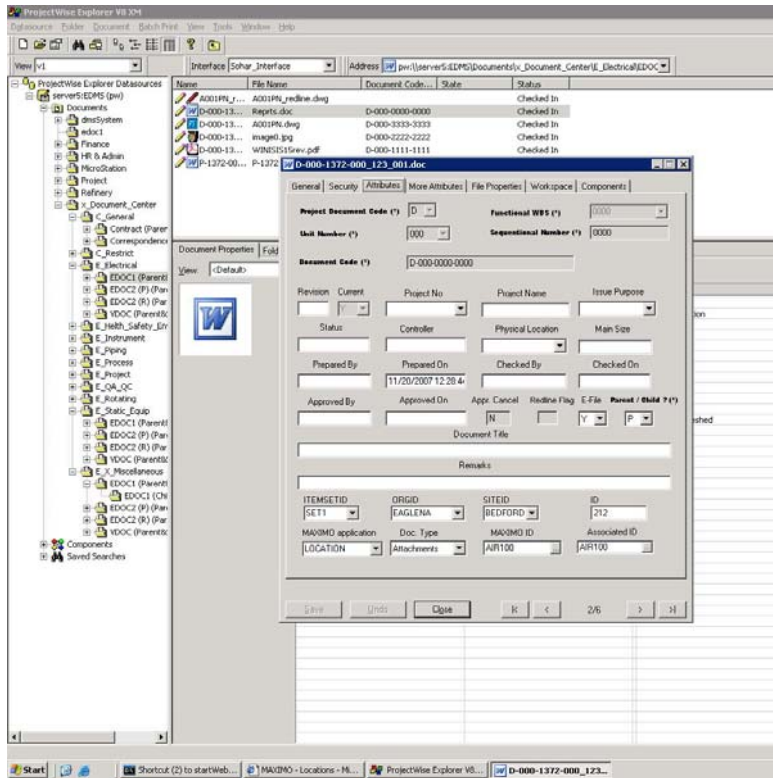 ProjectWise Explorer V8 XM
Datasource Folder Document Batch Print View Tools Window Help
View v1 Interface Sohar_Interface Address pw:\\server5:EDMS\Documents\x_Document_Center\E_Electrical\EDOC
ProjectWise Explorer Datasources
server5:EDMS (pw)
Documents
dmsSystem
edoc1
Finance
HR & Admin
MicroStation
Project
Refinery
x_Document_Center
C_General
Contract (Paren
Correspondence
C_Restrict
E_Electrical
EDOC1 (Parent&
EDOC2 (P) (Par
EDOC2 (R) (Par
VDOC (Parent&
E_Helth_Safety_Env
E_Instrument
E_Piping
E_Process
E_Project
E_QA_QC
E_Rotating
E_Static_Equip
EDOC1 (Parent&
EDOC2 (P) (Par
EDOC2 (R) (Par
VDOC (Parent&
E_X_Miscellaneous
EDOC1 (Parent&
EDOC1 (Chi
EDOC2 (P) (Par
EDOC2 (R) (Par
VDOC (Parent&
Components
Saved Searches
Name File Name Document Code... State Status
A001PN_r... A001PN_redline.dwg Checked In
D-000-13... Reprts.doc D-000-0000-0000 Checked In
D-000-13... A001PN.dwg D-000-3333-3333 Checked In
D-000-13... image0.jpg D-000-2222-2222 Checked In
D-000-13... WINISIS15rev.pdf D-000-1111-1111 Checked In
P-1372-00... P-1372
Document Properties Fold
View: <Default>
D-000-1372-000_123_001.doc
General Security Attributes More Attributes File Properties Workspace Components
Project Document Code (*) D Functional WBS (*) 0000
Unit Number (*) 000 Sequentional Number (*) 0000
Document Code (*) D-000-0000-0000
Revision Current Project No Project Name Issue Purpose
Y
Status Controller Physical Location Main Size
Prepared By Prepared On Checked By Checked On
11/20/2007 12:28:4
Approved By Approved On Appr. Cancel Redline Flag E-File Parent / Child ? (*)
N Y P
Document Title
Remarks
ITEMSETID ORGID SITEID ID
SET1 EAGLENA BEDFORD 212
MAXIMO application Doc. Type MAXIMO ID Associated ID
LOCATION Attachments AIR100 AIR100
Save Undo Close 2/6
Start Shortcut (2) to startWeb... MAXIMO - Locations - Mi... ProjectWise Explorer V8... D-000-1372-000_123...